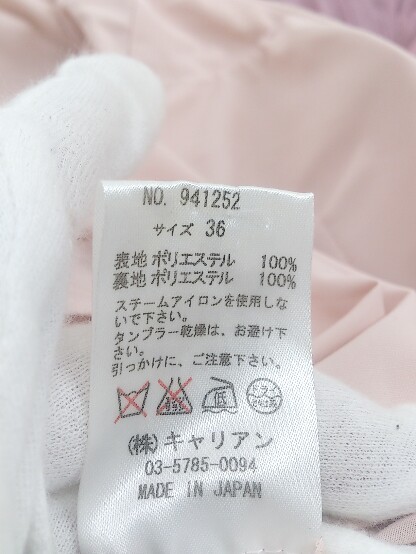 NO. 941252
サイズ 36
表地 ポリエステル 100%
裏地 ポリエステル 100%
スチームアイロンを使用しな
いで下さい。
タンブラー乾燥は、お避け下
さい。
引っかけに、ご注意下さい。
低
(株)キャリアン
03-5785-0094
MADE IN JAPAN